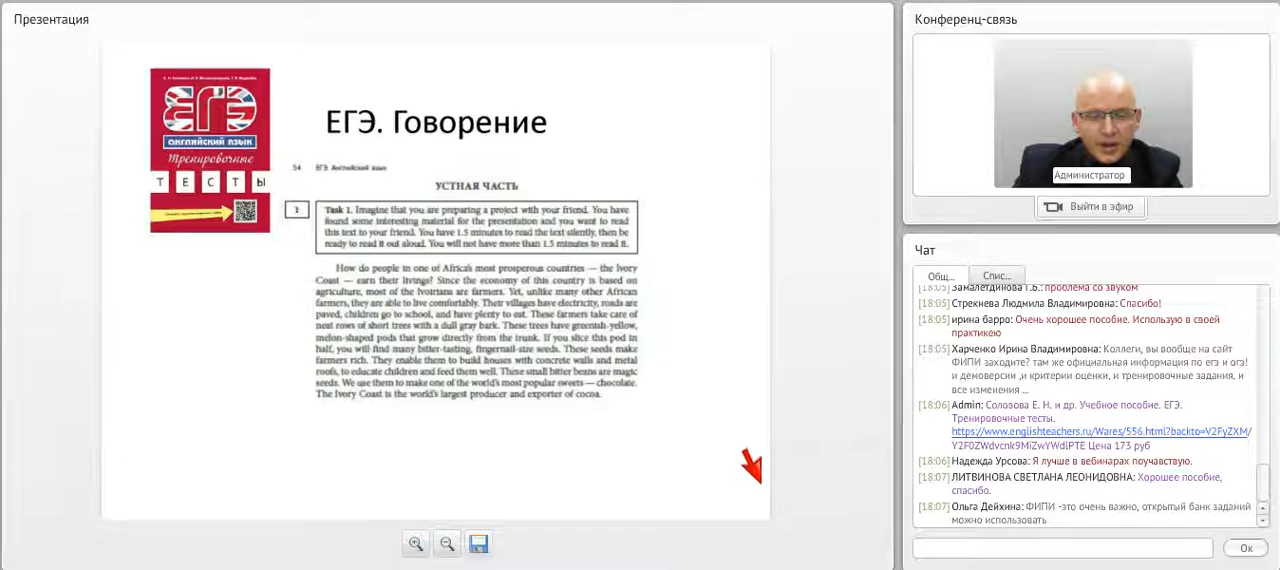 Презентация
ЕГЭ
АНГЛИЙСКИЙ ЯЗЫК
Тренировочные
ТЕСТЫ
ЕГЭ. Говорение
54 ЕГЭ. Английский язык
УСТНАЯ ЧАСТЬ
1
Task 1. Imagine that you are preparing a project with your friend. You have
found some interesting material for the presentation and you want to read
this text to your friend. You have 1.5 minutes to read the text silently, then be
ready to read it out aloud. You will not have more than 1.5 minutes to read it.
How do people in one of Africa's most prosperous countries — the Ivory
Coast — earn their livings? Since the economy of this country is based on
agriculture, most of the Ivoirians are farmers. Yet, unlike many other African
farmers, they are able to live comfortably. Their villages have electricity, roads are
paved, children go to school, and have plenty to eat. These farmers take care of
neat rows of short trees with a dull gray bark. These trees have greenish-yellow,
melon-shaped pods that grow directly from the trunk. If you slice this pod in
half, you will find many bitter-tasting, fingernail-size seeds. These seeds make
farmers rich. They enable them to build houses with concrete walls and metal
roofs, to educate children and feed them well. These small bitter beans are magic
seeds. We use them to make one of the world's most popular sweets — chocolate.
The Ivory Coast is the world's largest producer and exporter of cocoa.
Конференц-связь
Администратор
Выйти в эфир
Чат
Общ...
Спис...
[18:05] Замалетдинова Г.В.: проблема со звуком
[18:05] Стрекнева Людмила Владимировна: Спасибо!
[18:05] ирина барро: Очень хорошее пособие. Использую в своей
практикею
[18:05] Харченко Ирина Владимировна: Коллеги, вы вообще на сайт
ФИПИ заходите? там же официальная информация по егэ и огэ!
и демоверсии ,и критерии оценки, и тренировочные задания, и
все изменения ...
[18:06] Admin: Соловова Е. Н. и др. Учебное пособие. ЕГЭ.
Тренировочные тесты.
https://www.englishteachers.ru/Wares/556.html?backto=V2FyZXM/
Y2F0ZWdvcnk9MiZwYWdlPTE Цена 173 руб
[18:06] Надежда Урсова: Я лучше в вебинарах поучавствую.
[18:07] ЛИТВИНОВА СВЕТЛАНА ЛЕОНИДОВНА: Хорошее пособие,
спасибо.
[18:07] Ольга Дейхина: ФИПИ -это очень важно, открытый банк заданий
можно использовать
Ок